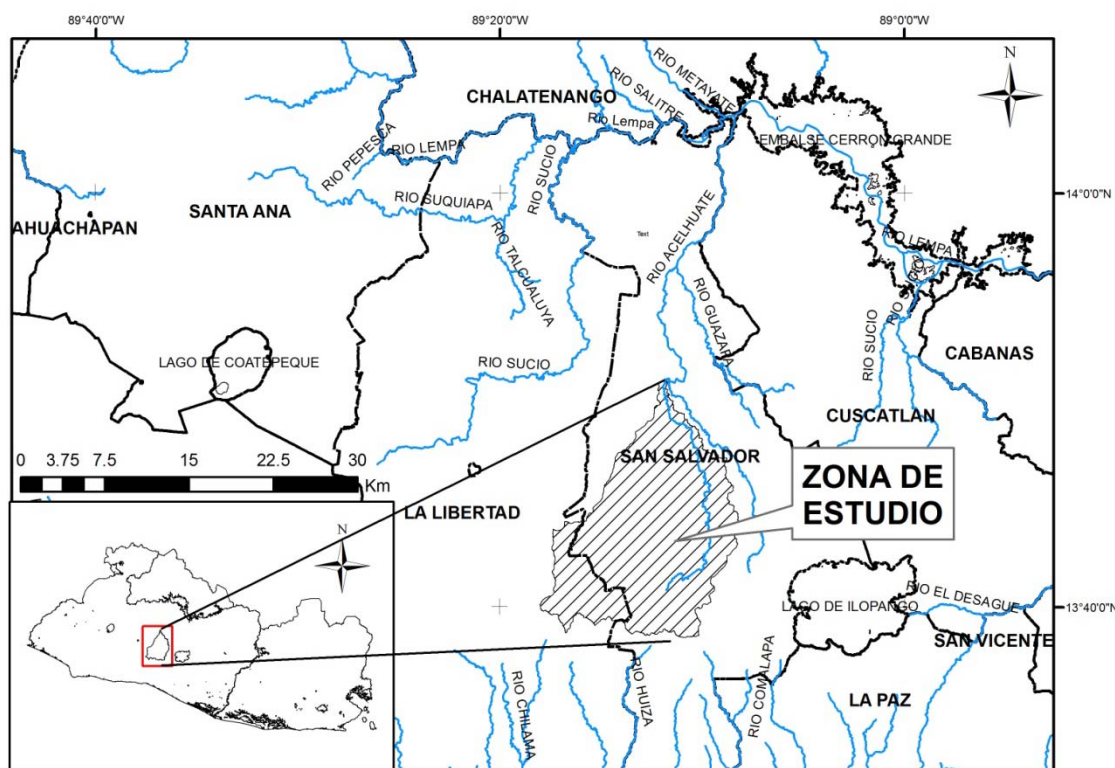 89°40'0"W
89°20'0"W
89°0'0"W
N
RIO METAYATE
CHALATENANGO
RIO SALITRE
Rio Lempa
EMBALSE CERRON GRANDE
RIO PEPESCA
RIO LEMPA
RIO SUCIO
14°0'0"N
RIO SUQUIAPA
SANTA ANA
AHUACHAPAN
RIO ACELHUATE
Text
RIO LEMPA
RIO TALCUALUYA
RIO GUAZAPA
RIO SUCIO
RIO SUCIO
CABANAS
LAGO DE COATEPEQUE
RIO SUCIO
CUSCATLAN
0 3.75 7.5 15 22.5 30
Km
SAN SALVADOR
ZONA DE
ESTUDIO
LA LIBERTAD
N
13°40'0"N
LAGO DE ILOPANGO
RIO EL DESAGUE
SAN VICENTE
RIO CHILAMA
RIO HUIZA
RIO COMALAPA
LA PAZ